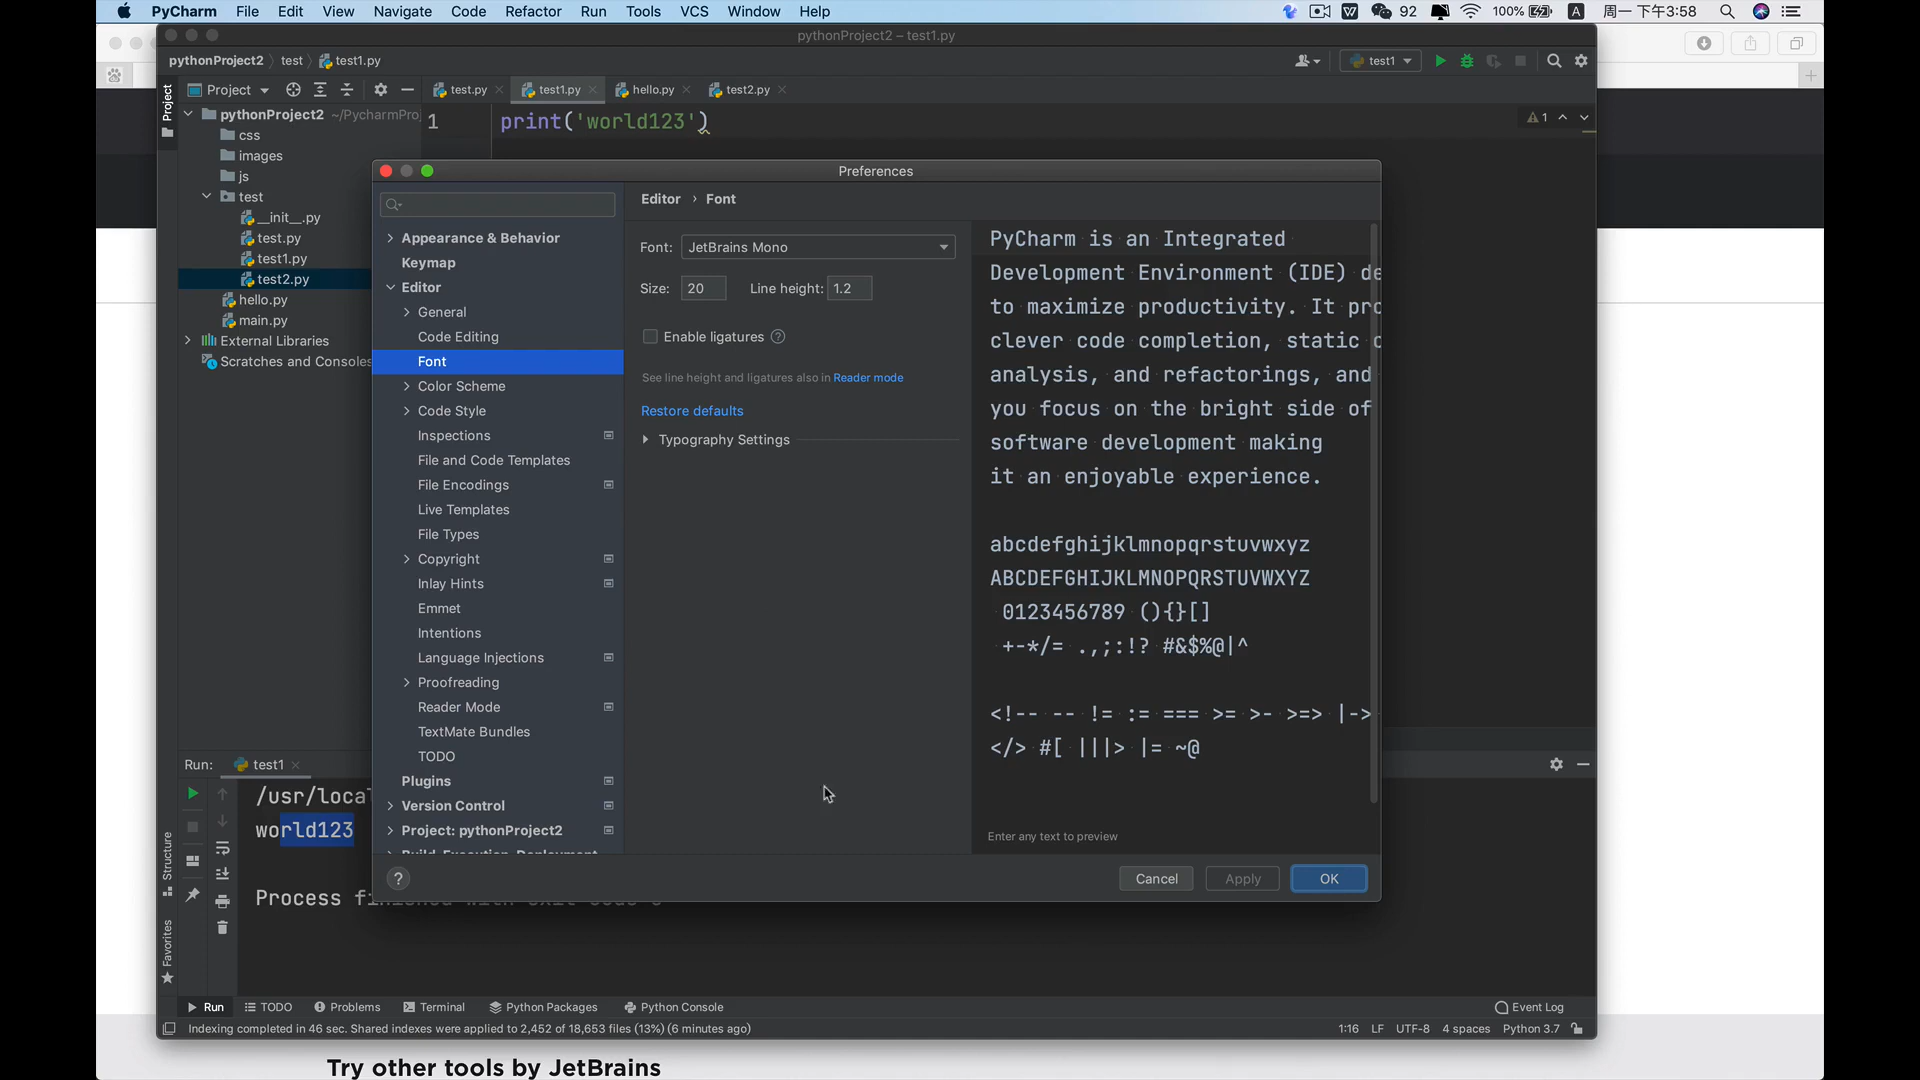 PyCharm File Edit View Navigate Code Refactor Run Tools VCS Window Help 92 100% A 周一 下午3:58
pythonProject2 – test1.py
pythonProject2 test test1.py test1
Project Project test.py test1.py hello.py test2.py
pythonProject2 ~/PycharmPro
css
images
js
test
__init__.py
test.py
test1.py
test2.py
hello.py
main.py
External Libraries
Scratches and Consoles
1 print('world123') 1
Preferences
Appearance & Behavior
Keymap
Editor
General
Code Editing
Font
Color Scheme
Code Style
Inspections
File and Code Templates
File Encodings
Live Templates
File Types
Copyright
Inlay Hints
Emmet
Intentions
Language Injections
Proofreading
Reader Mode
TextMate Bundles
TODO
Plugins
Version Control
Project: pythonProject2
Editor › Font
Font: JetBrains Mono
Size: 20 Line height: 1.2
Enable ligatures ?
See line height and ligatures also in Reader mode
Restore defaults
Typography Settings
PyCharm is an Integrated
Development Environment (IDE) de
to maximize productivity. It pro
clever code completion, static c
analysis, and refactorings, and
you focus on the bright side of
software development making
it an enjoyable experience.
abcdefghijklmnopqrstuvwxyz
ABCDEFGHIJKLMNOPQRSTUVWXYZ
0123456789 (){}[]
+-*/= .,;:!? #&$%@|^
<!-- -- != := === >= >- >=> |->
</> #[ |||> |= ~@
Enter any text to preview
? Cancel Apply OK
Run: test1
/usr/loca
world123
Process
Structure
Favorites
Run TODO Problems Terminal Python Packages Python Console Event Log
Indexing completed in 46 sec. Shared indexes were applied to 2,452 of 18,653 files (13%) (6 minutes ago) 1:16 LF UTF-8 4 spaces Python 3.7
Try other tools by JetBrains